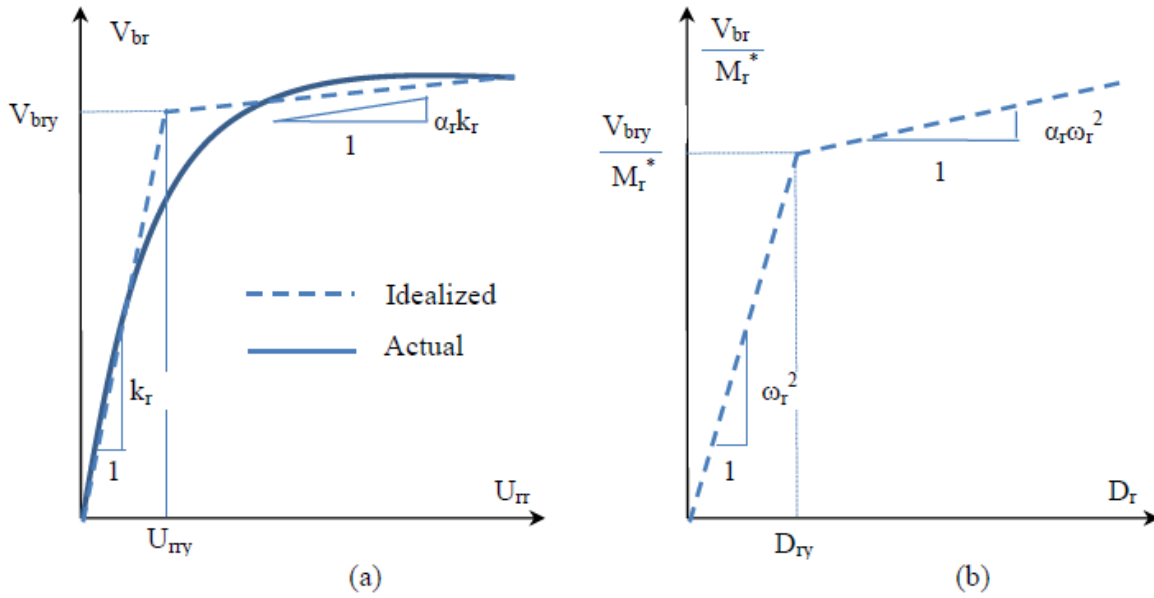 V_br
V_bry
α_r k_r
1
Idealized
Actual
k_r
1
U_rr
U_rry
(a)
V_br
M_r^*
V_bry
M_r^*
α_r ω_r^2
1
ω_r^2
1
D_r
D_ry
(b)